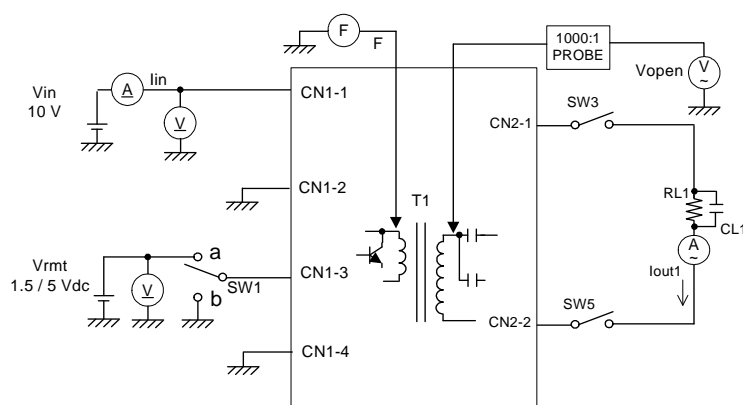 F
F
1000:1
PROBE
Vopen
V
~
Vin
10 V
A
Iin
V
CN1-1
CN2-1
SW3
CN1-2
T1
RL1
CL1
A
~
Iout1
Vrmt
1.5 / 5 Vdc
V
a
SW1
b
CN1-3
SW5
CN2-2
CN1-4